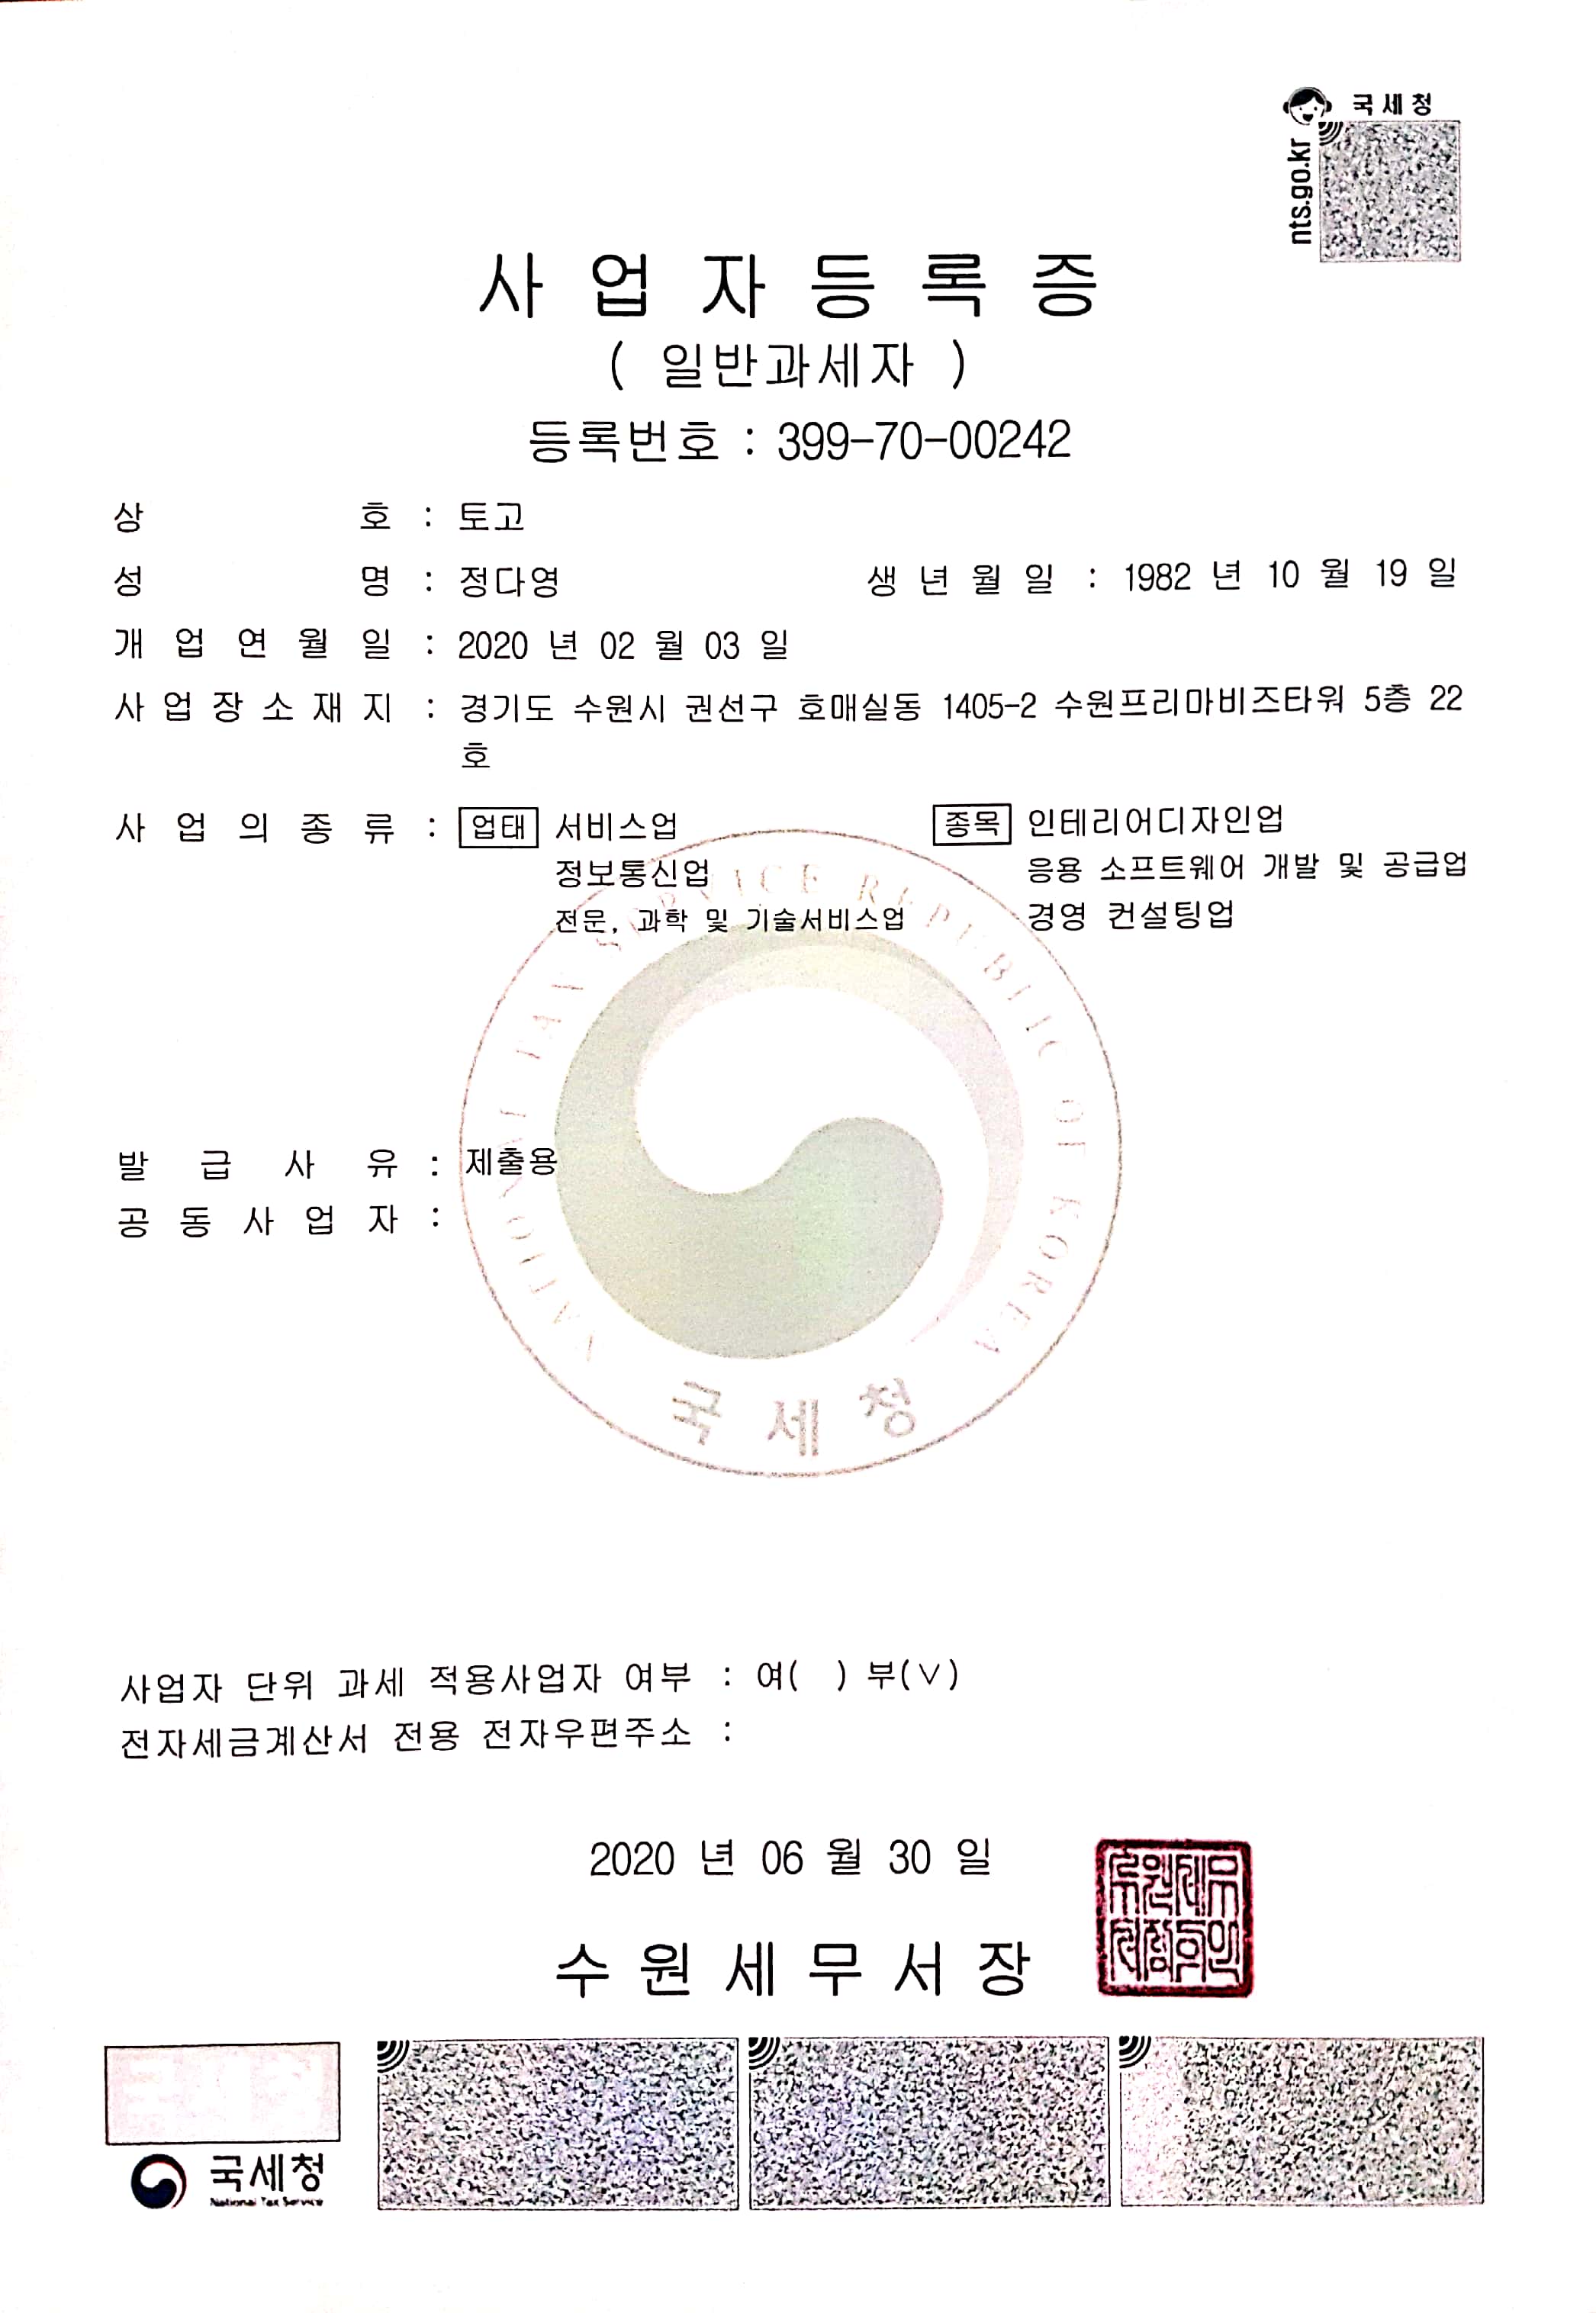 국세청
nts.go.kr
사업자등록증
( 일반과세자 )
등록번호 : 399-70-00242
상 호 : 토고
성 명 : 정다영 생년월일 : 1982 년 10 월 19 일
개업연월일 : 2020 년 02 월 03 일
사업장소재지 : 경기도 수원시 권선구 호매실동 1405-2 수원프리마비즈타워 5층 22
호
사업의종류 : 업태 서비스업 종목 인테리어디자인업
정보통신업 응용 소프트웨어 개발 및 공급업
전문, 과학 및 기술서비스업 경영 컨설팅업
NATIONAL TAX SERVICE REPUBLIC OF KOREA
발급사유 : 제출용
공동사업자 :
국세청
사업자 단위 과세 적용사업자 여부 : 여( ) 부(∨)
전자세금계산서 전용 전자우편주소 :
2020 년 06 월 30 일
수원세무서장
국세청
National Tax Service